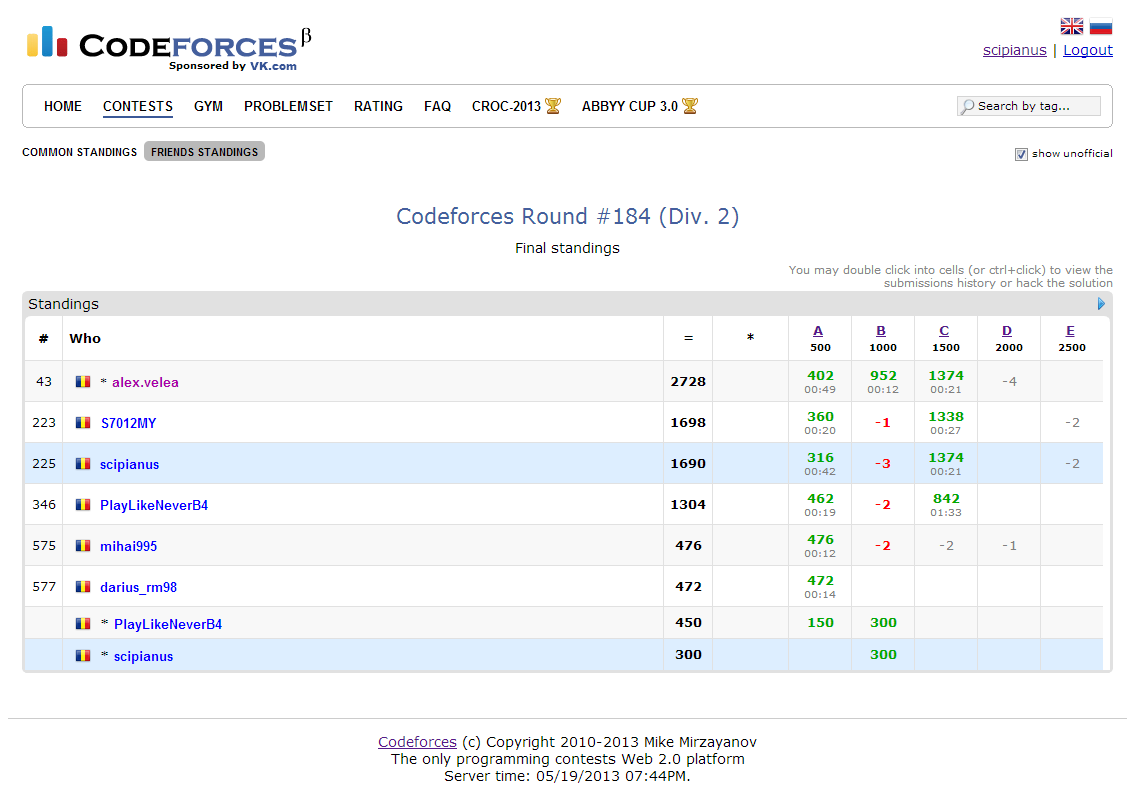 CODEFORCES β
Sponsored by VK.com
scipianus | Logout
HOME CONTESTS GYM PROBLEMSET RATING FAQ CROC-2013 ABBYY CUP 3.0 Search by tag...
COMMON STANDINGS FRIENDS STANDINGS show unofficial
Codeforces Round #184 (Div. 2)
Final standings
You may double click into cells (or ctrl+click) to view the
submissions history or hack the solution
Standings
# Who = * A B C D E
500 1000 1500 2000 2500
43 * alex.velea 2728 402 952 1374 -4
00:49 00:12 00:21
223 S7012MY 1698 360 -1 1338 -2
00:20 00:27
225 scipianus 1690 316 -3 1374 -2
00:42 00:21
346 PlayLikeNeverB4 1304 462 -2 842
00:19 01:33
575 mihai995 476 476 -2 -2 -1
00:12
577 darius_rm98 472 472
00:14
* PlayLikeNeverB4 450 150 300
* scipianus 300 300
Codeforces (c) Copyright 2010-2013 Mike Mirzayanov
The only programming contests Web 2.0 platform
Server time: 05/19/2013 07:44PM.